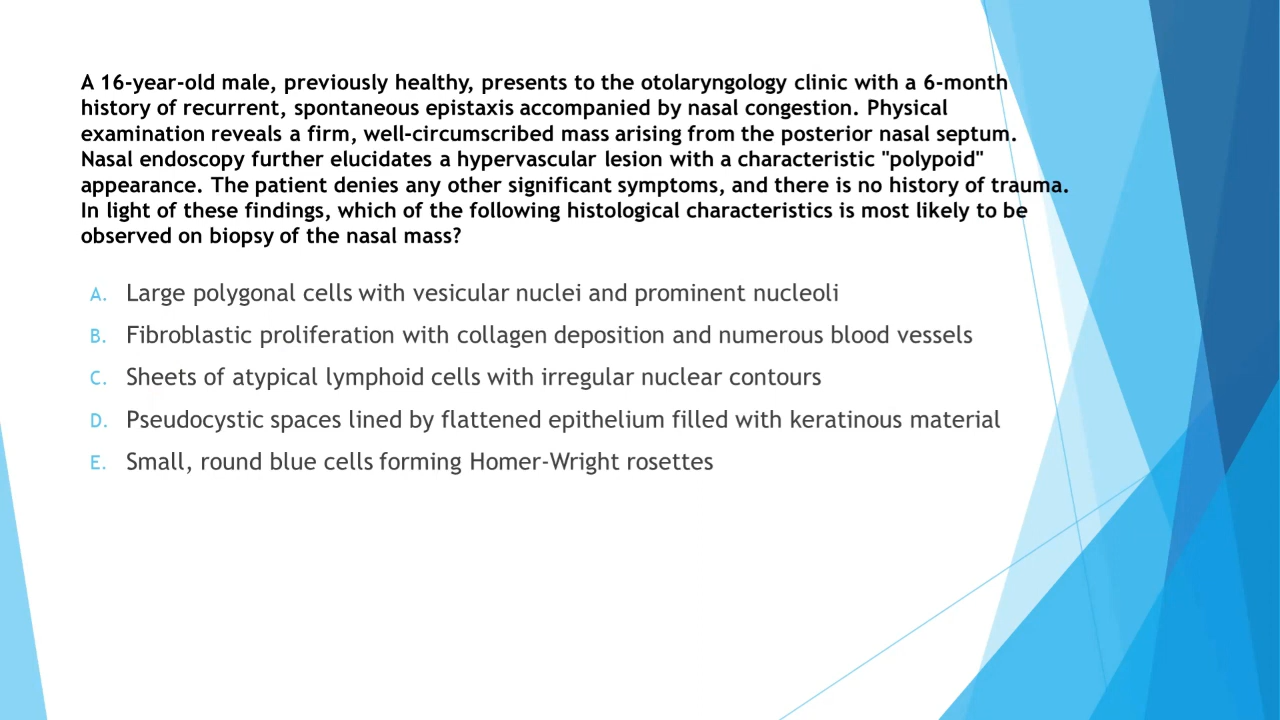 A 16-year-old male, previously healthy, presents to the otolaryngology clinic with a 6-month
history of recurrent, spontaneous epistaxis accompanied by nasal congestion. Physical
examination reveals a firm, well-circumscribed mass arising from the posterior nasal septum.
Nasal endoscopy further elucidates a hypervascular lesion with a characteristic "polypoid"
appearance. The patient denies any other significant symptoms, and there is no history of trauma.
In light of these findings, which of the following histological characteristics is most likely to be
observed on biopsy of the nasal mass?
A. Large polygonal cells with vesicular nuclei and prominent nucleoli
B. Fibroblastic proliferation with collagen deposition and numerous blood vessels
C. Sheets of atypical lymphoid cells with irregular nuclear contours
D. Pseudocystic spaces lined by flattened epithelium filled with keratinous material
E. Small, round blue cells forming Homer-Wright rosettes